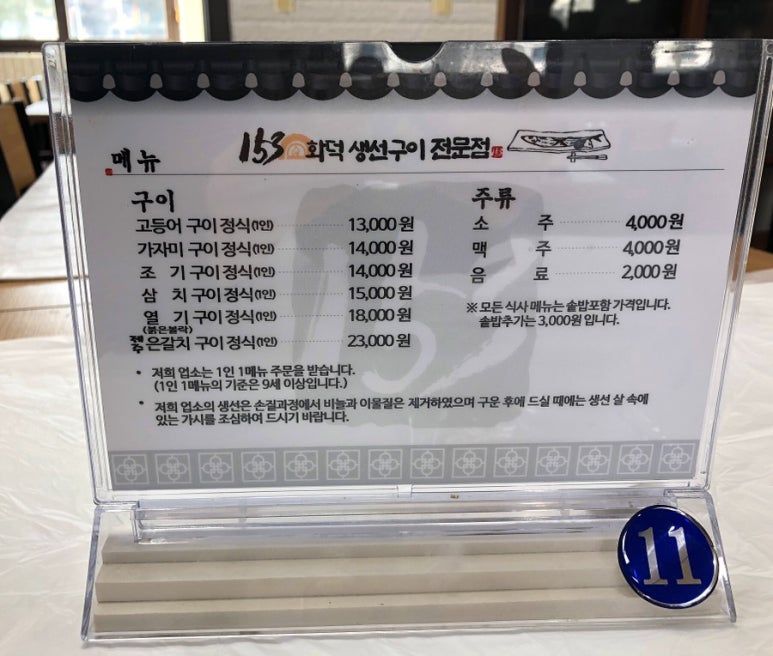 메뉴
153 화덕 생선구이 전문점
구이
고등어 구이 정식(1인) 13,000원
가자미 구이 정식(1인) 14,000원
조 기 구이 정식(1인) 14,000원
삼 치 구이 정식(1인) 15,000원
열 기 구이 정식(1인) 18,000원
(붉은볼락)
제주 은갈치 구이 정식(1인) 23,000원
주류
소 주 4,000원
맥 주 4,000원
음 료 2,000원
※ 모든 식사 메뉴는 솥밥포함 가격입니다.
솥밥추가는 3,000원 입니다.
• 저희 업소는 1인 1메뉴 주문을 받습니다.
(1인 1메뉴의 기준은 9세 이상입니다.)
• 저희 업소의 생선은 손질과정에서 비늘과 이물질은 제거하였으며 구운 후에 드실 때에는 생선 살 속에
있는 가시를 조심하여 드시기 바랍니다.
11